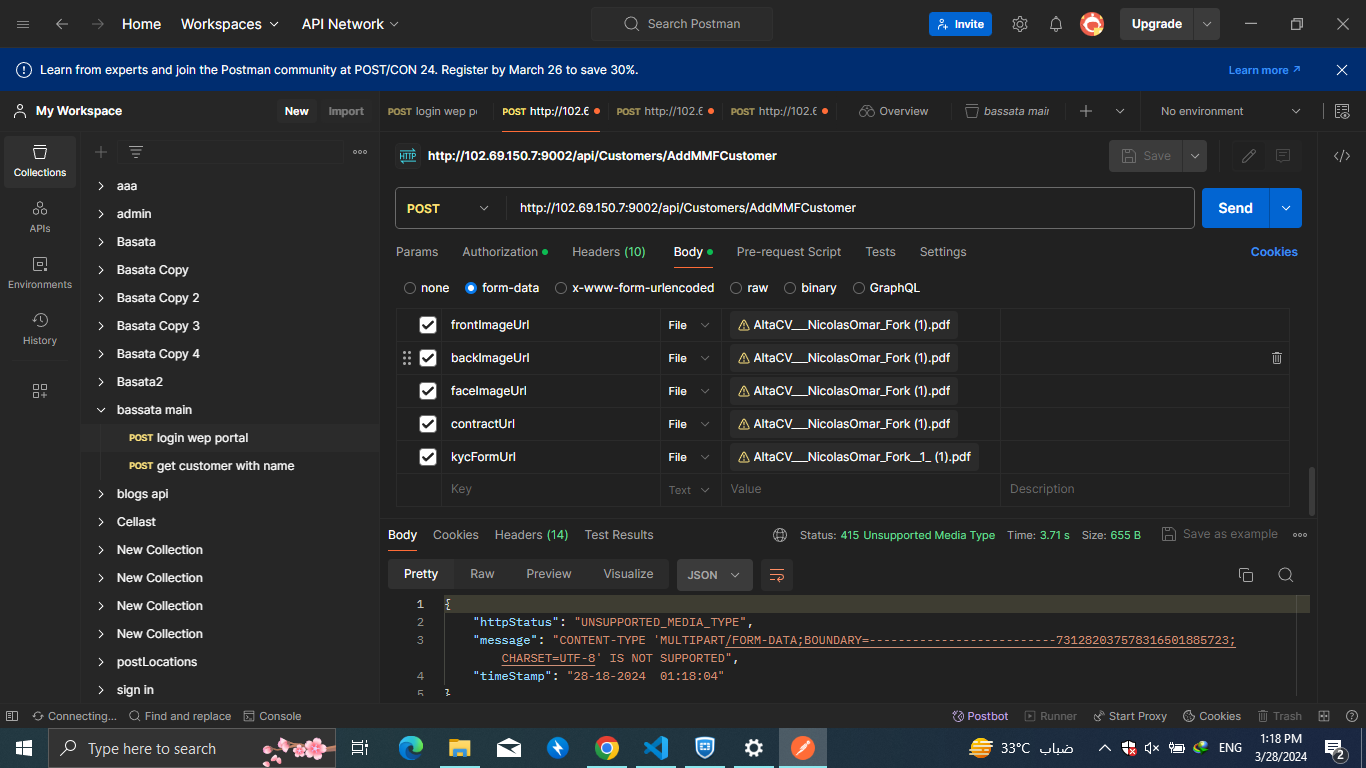 Home Workspaces API Network Search Postman Invite Upgrade
Learn from experts and join the Postman community at POST/CON 24. Register by March 26 to save 30%. Learn more
My Workspace New Import POST login wep p POST http://102.6 POST http://102.6 POST http://102.6 Overview bassata main No environment
Collections
APIs
Environments
History
aaa
admin
Basata
Basata Copy
Basata Copy 2
Basata Copy 3
Basata Copy 4
Basata2
bassata main
POST login wep portal
POST get customer with name
blogs api
Cellast
New Collection
New Collection
New Collection
New Collection
postLocations
sign in
HTTP http://102.69.150.7:9002/api/Customers/AddMMFCustomer Save
POST http://102.69.150.7:9002/api/Customers/AddMMFCustomer Send
Params Authorization Headers (10) Body Pre-request Script Tests Settings Cookies
none form-data x-www-form-urlencoded raw binary GraphQL
frontImageUrl File AltaCV___NicolasOmar_Fork (1).pdf
backImageUrl File AltaCV___NicolasOmar_Fork (1).pdf
faceImageUrl File AltaCV___NicolasOmar_Fork (1).pdf
contractUrl File AltaCV___NicolasOmar_Fork (1).pdf
kycFormUrl File AltaCV___NicolasOmar_Fork__1_ (1).pdf
Key Text Value Description
Body Cookies Headers (14) Test Results Status: 415 Unsupported Media Type Time: 3.71 s Size: 655 B Save as example
Pretty Raw Preview Visualize JSON
1 {
2 "httpStatus": "UNSUPPORTED_MEDIA_TYPE",
3 "message": "CONTENT-TYPE 'MULTIPART/FORM-DATA;BOUNDARY=--------------------------731282037578316501885723;
CHARSET=UTF-8' IS NOT SUPPORTED",
4 "timeStamp": "28-18-2024  01:18:04"
5 }
Connecting... Find and replace Console Postbot Runner Start Proxy Cookies Trash
Type here to search 33°C ضباب ENG 1:18 PM
3/28/2024 2